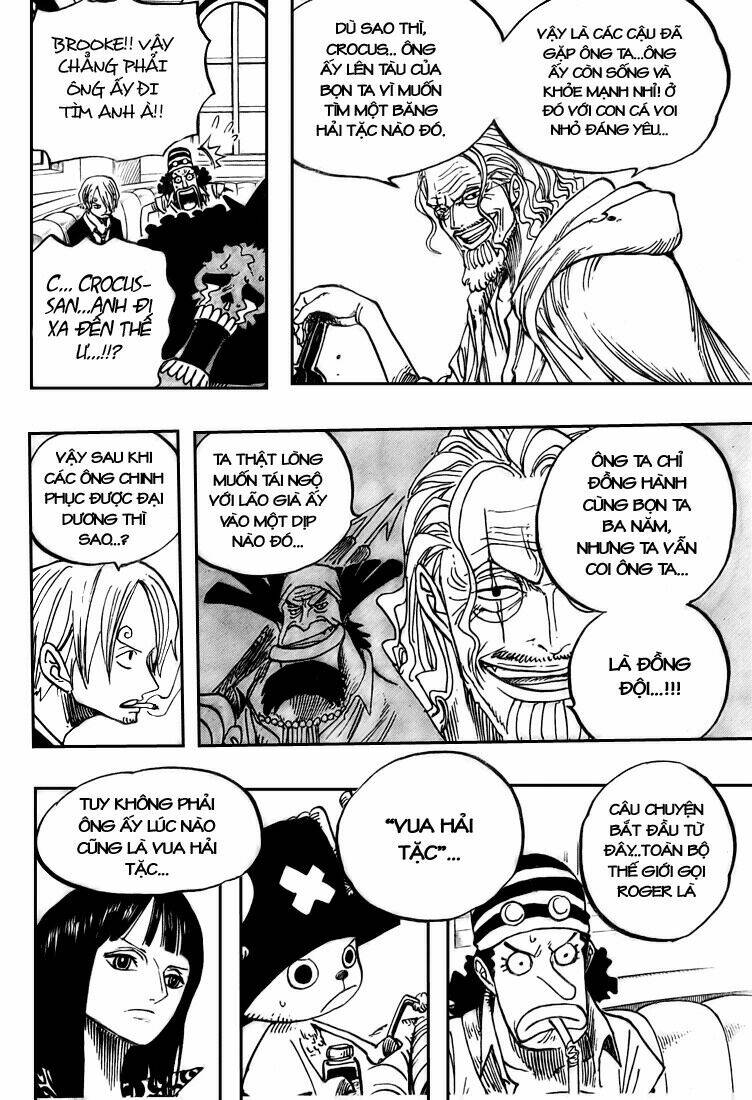 VẬY LÀ CÁC CẬU ĐÃ
GẶP ÔNG TA...ÔNG
ẤY CÒN SỐNG VÀ
KHỎE MẠNH NHỈ! Ở
ĐÓ VỚI CON CÁ VOI
NHỎ ĐÁNG YÊU...
DÙ SAO THÌ,
CROCUS... ÔNG
ẤY LÊN TÀU CỦA
BỌN TA VÌ MUỐN
TÌM MỘT BĂNG
HẢI TẶC NÀO ĐÓ.
BROOKE!! VẬY
CHẲNG PHẢI
ÔNG ẤY ĐI
TÌM ANH À!!
C... CROCUS-
SAN...ANH ĐI
XA ĐẾN THẾ
Ư...!!?
ÔNG TA CHỈ
ĐỒNG HÀNH
CÙNG BỌN TA
BA NĂM,
NHƯNG TA VẪN
COI ÔNG TA...
LÀ ĐỒNG
ĐỘI...!!!
TA THẬT LÒNG
MUỐN TÁI NGỘ
VỚI LÃO GIÀ ẤY
VÀO MỘT DỊP
NÀO ĐÓ...
VẬY SAU KHI
CÁC ÔNG CHINH
PHỤC ĐƯỢC ĐẠI
DƯƠNG THÌ
SAO..?
CÂU CHUYỆN
BẮT ĐẦU TỪ
ĐÂY...TOÀN BỘ
THẾ GIỚI GỌI
ROGER LÀ
“VUA HẢI
TẶC”...
TUY KHÔNG PHẢI
ÔNG ẤY LÚC NÀO
CŨNG LÀ VUA HẢI
TẶC...